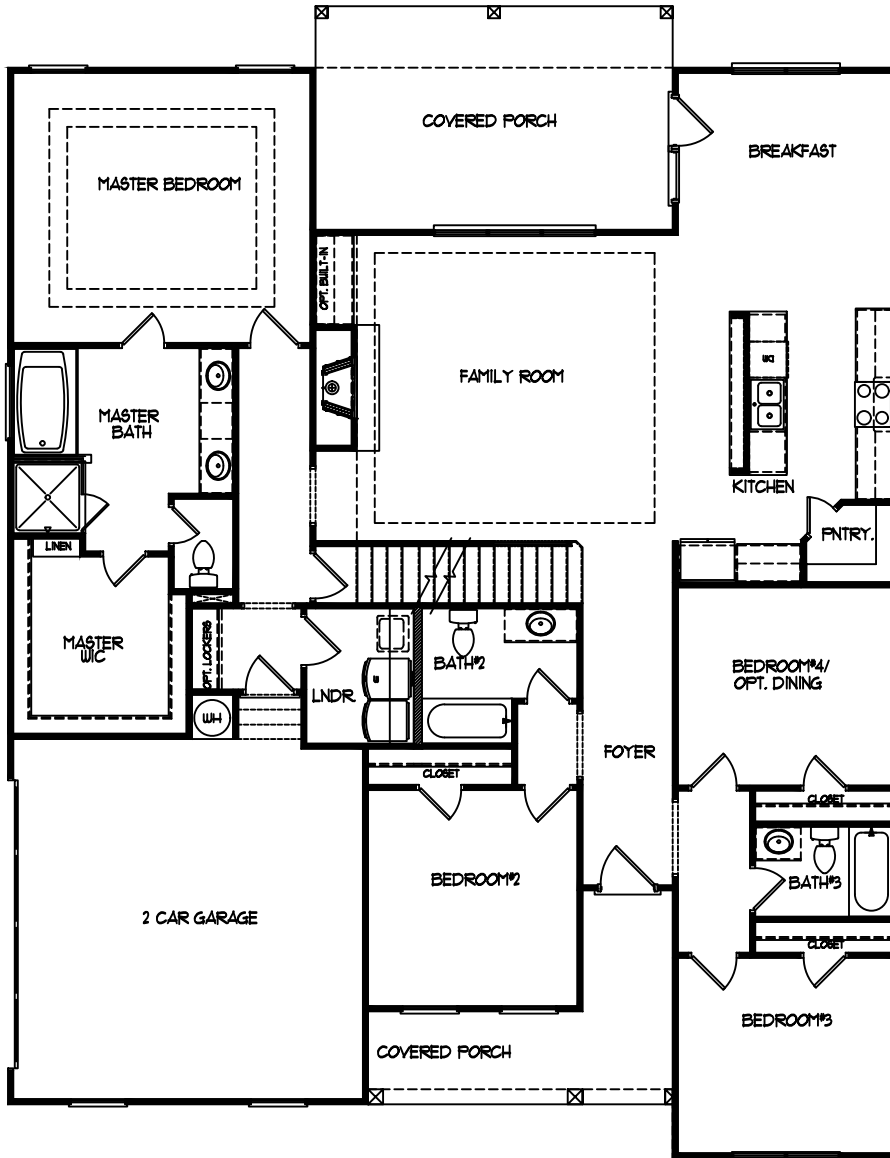 COVERED PORCH
BREAKFAST
MASTER BEDROOM
OPT. BUILT-IN
FAMILY ROOM
DW
MASTER
BATH
KITCHEN
PNTRY.
LINEN
MASTER
WIC
OPT. LOCKERS
LNDR.
BATH#2
BEDROOM#4/
OPT. DINING
WH
FOYER
CLOSET
CLOSET
BEDROOM#2
BATH#3
2 CAR GARAGE
CLOSET
BEDROOM#3
COVERED PORCH